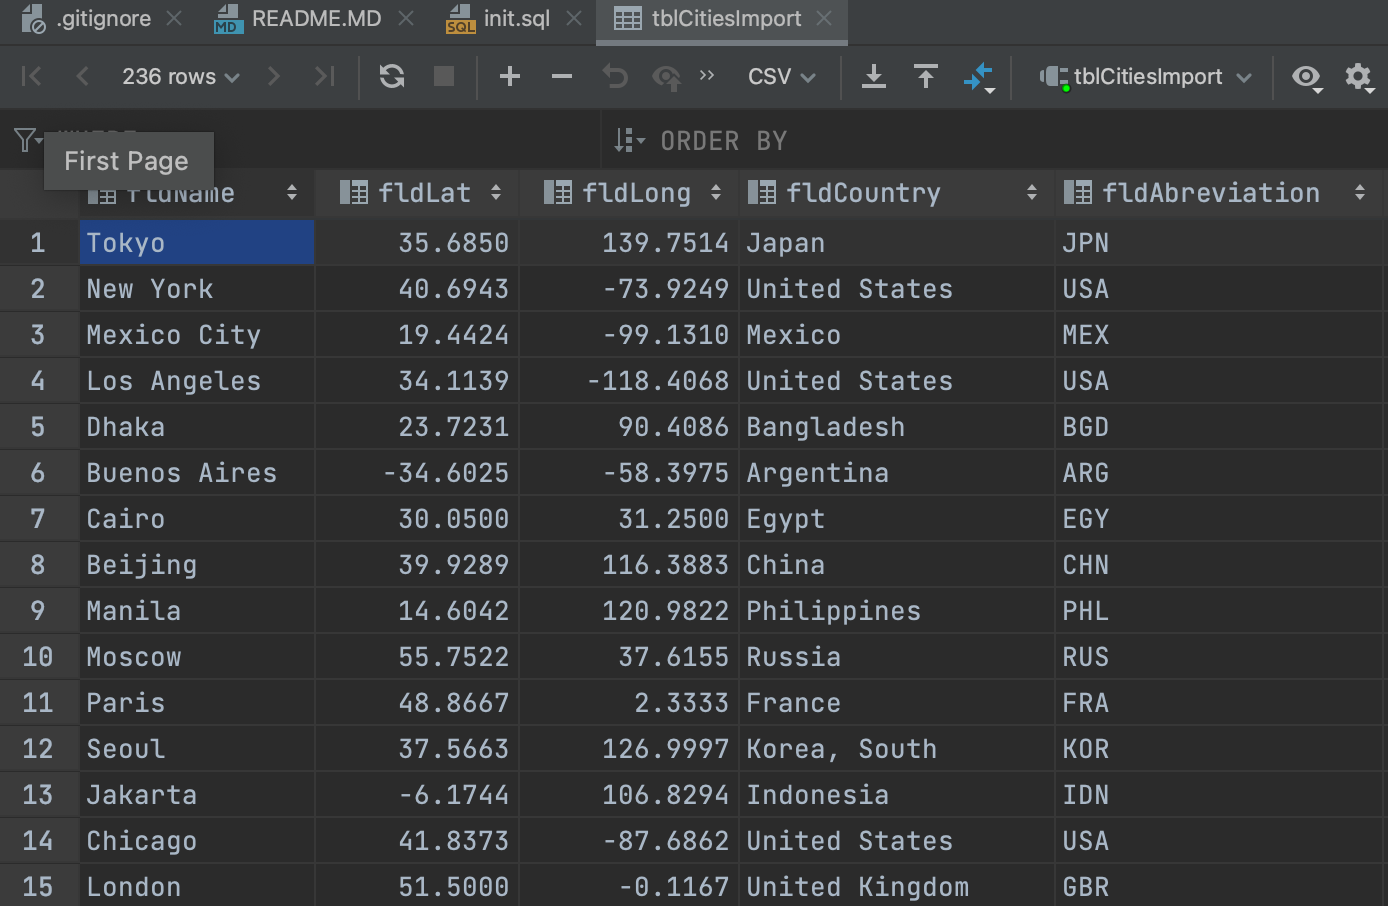 .gitignore README.MD init.sql tblCitiesImport
236 rows CSV tblCitiesImport
ORDER BY
First Page
fldName fldLat fldLong fldCountry fldAbreviation
1 Tokyo 35.6850 139.7514 Japan JPN
2 New York 40.6943 -73.9249 United States USA
3 Mexico City 19.4424 -99.1310 Mexico MEX
4 Los Angeles 34.1139 -118.4068 United States USA
5 Dhaka 23.7231 90.4086 Bangladesh BGD
6 Buenos Aires -34.6025 -58.3975 Argentina ARG
7 Cairo 30.0500 31.2500 Egypt EGY
8 Beijing 39.9289 116.3883 China CHN
9 Manila 14.6042 120.9822 Philippines PHL
10 Moscow 55.7522 37.6155 Russia RUS
11 Paris 48.8667 2.3333 France FRA
12 Seoul 37.5663 126.9997 Korea, South KOR
13 Jakarta -6.1744 106.8294 Indonesia IDN
14 Chicago 41.8373 -87.6862 United States USA
15 London 51.5000 -0.1167 United Kingdom GBR